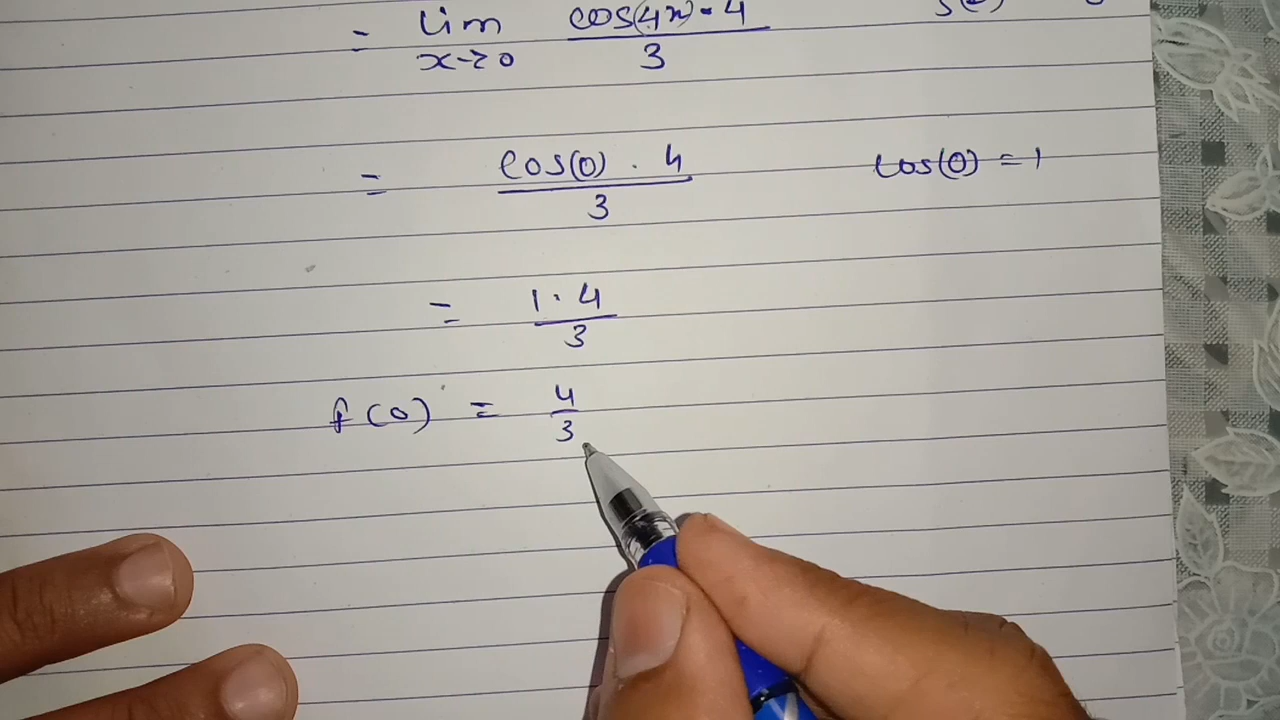 = lim cos(4x) · 4
x→0 3
= cos(0) · 4 cos(0) = 1
3
= 1 · 4
3
f(0) = 4
3